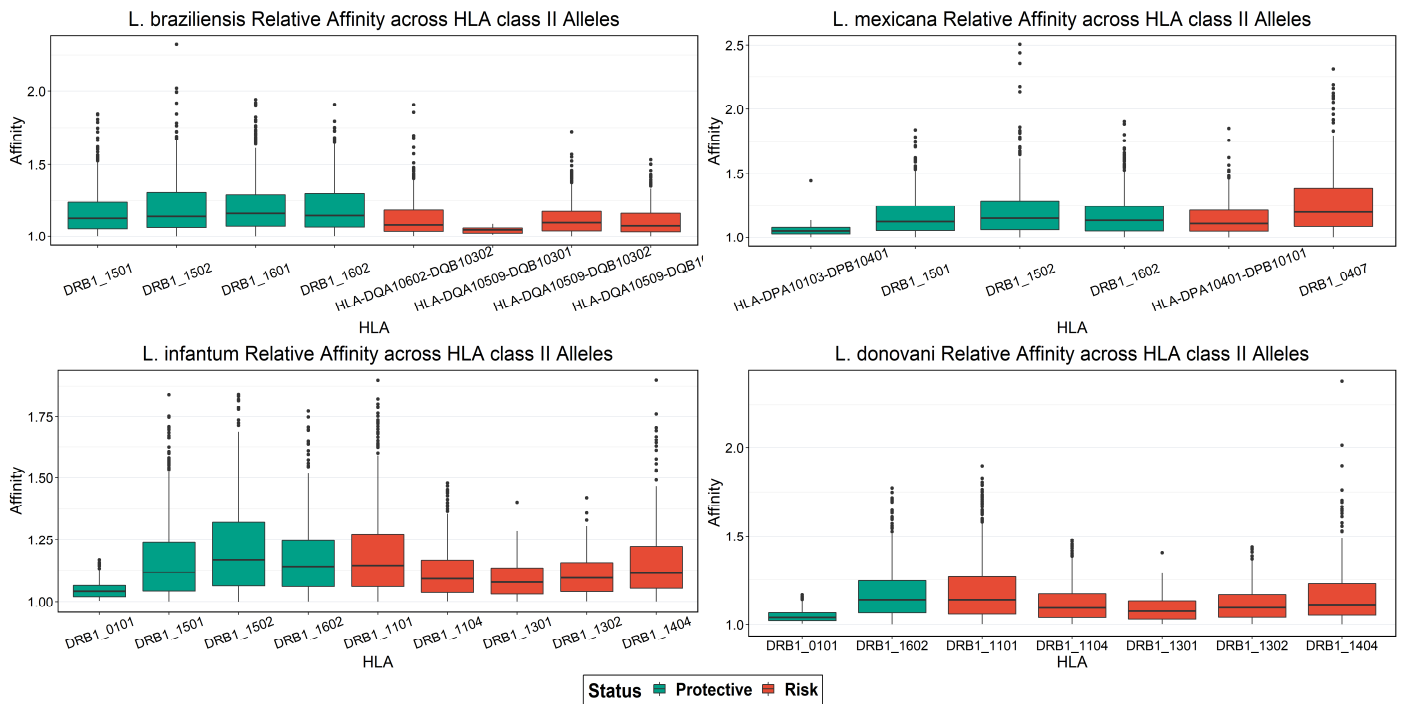 L. braziliensis Relative Affinity across HLA class II Alleles
Affinity
2.0
1.5
1.0
DRB1_1501
DRB1_1502
DRB1_1601
DRB1_1602
HLA-DQA10602-DQB10302
HLA-DQA10509-DQB10301
HLA-DQA10509-DQB10302
HLA-DQA10509-DQB1
HLA
L. mexicana Relative Affinity across HLA class II Alleles
Affinity
2.5
2.0
1.5
1.0
HLA-DPA10103-DPB10401
DRB1_1501
DRB1_1502
DRB1_1602
HLA-DPA10401-DPB10101
DRB1_0407
HLA
L. infantum Relative Affinity across HLA class II Alleles
Affinity
1.75
1.50
1.25
1.00
DRB1_0101
DRB1_1501
DRB1_1502
DRB1_1602
DRB1_1101
DRB1_1104
DRB1_1301
DRB1_1302
DRB1_1404
HLA
L. donovani Relative Affinity across HLA class II Alleles
Affinity
2.0
1.5
1.0
DRB1_0101
DRB1_1602
DRB1_1101
DRB1_1104
DRB1_1301
DRB1_1302
DRB1_1404
HLA
Status Protective Risk